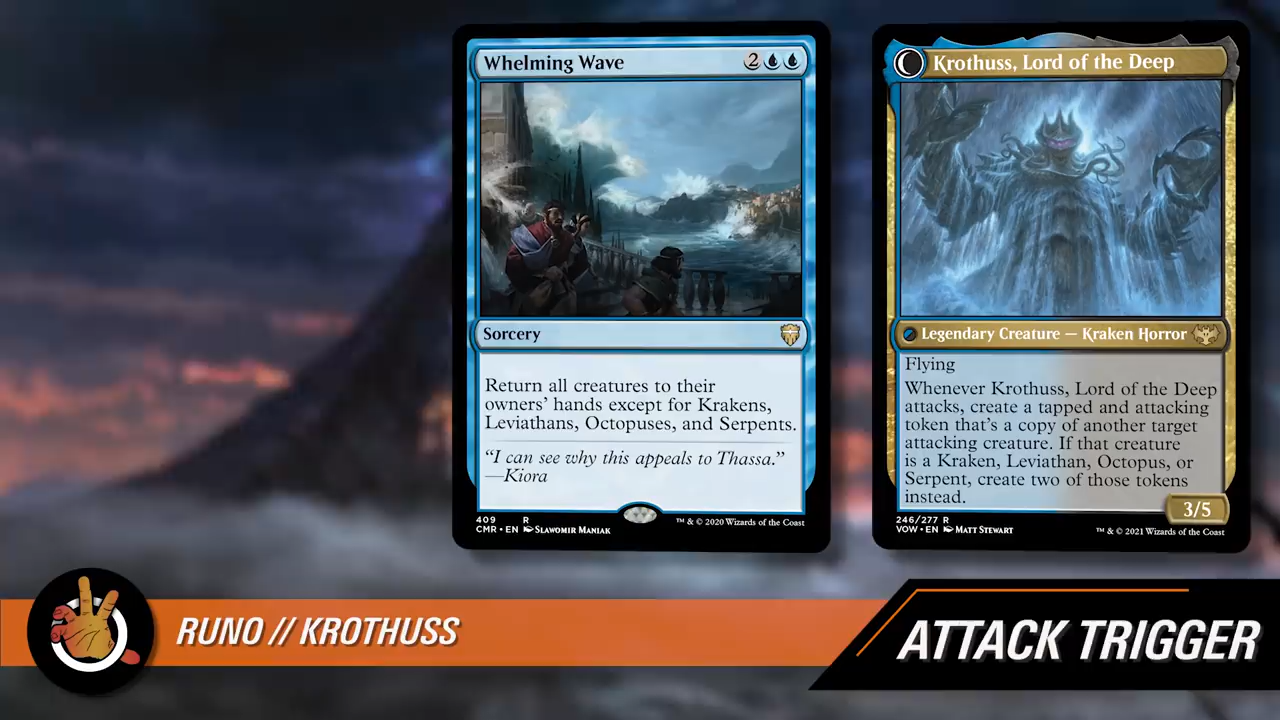 Whelming Wave
2
Sorcery
Return all creatures to their
owners' hands except for Krakens,
Leviathans, Octopuses, and Serpents.
"I can see why this appeals to Thassa."
—Kiora
409 R
CMR • EN SLAWOMIR MANIAK
™ & © 2020 Wizards of the Coast
Krothuss, Lord of the Deep
Legendary Creature — Kraken Horror
Flying
Whenever Krothuss, Lord of the Deep
attacks, create a tapped and attacking
token that's a copy of another target
attacking creature. If that creature
is a Kraken, Leviathan, Octopus, or
Serpent, create two of those tokens
instead.
3/5
246/277 R
VOW • EN MATT STEWART
™ & © 2021 Wizards of the Coast
RUNO // KROTHUSS
ATTACK TRIGGER